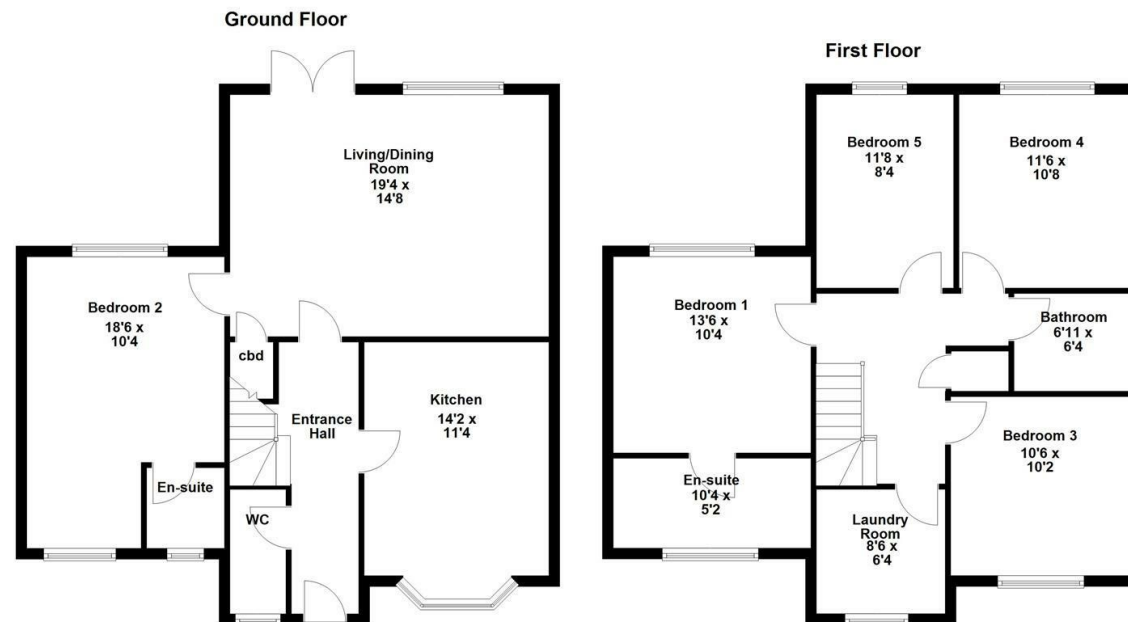 Ground Floor
Living/Dining
Room
19'4 x
14'8
Bedroom 2
18'6 x
10'4
cbd
Entrance
Hall
Kitchen
14'2 x
11'4
En-suite
WC
First Floor
Bedroom 5
11'8 x
8'4
Bedroom 4
11'6 x
10'8
Bedroom 1
13'6 x
10'4
Bathroom
6'11 x
6'4
Bedroom 3
10'6 x
10'2
En-suite
10'4 x
5'2
Laundry
Room
8'6 x
6'4